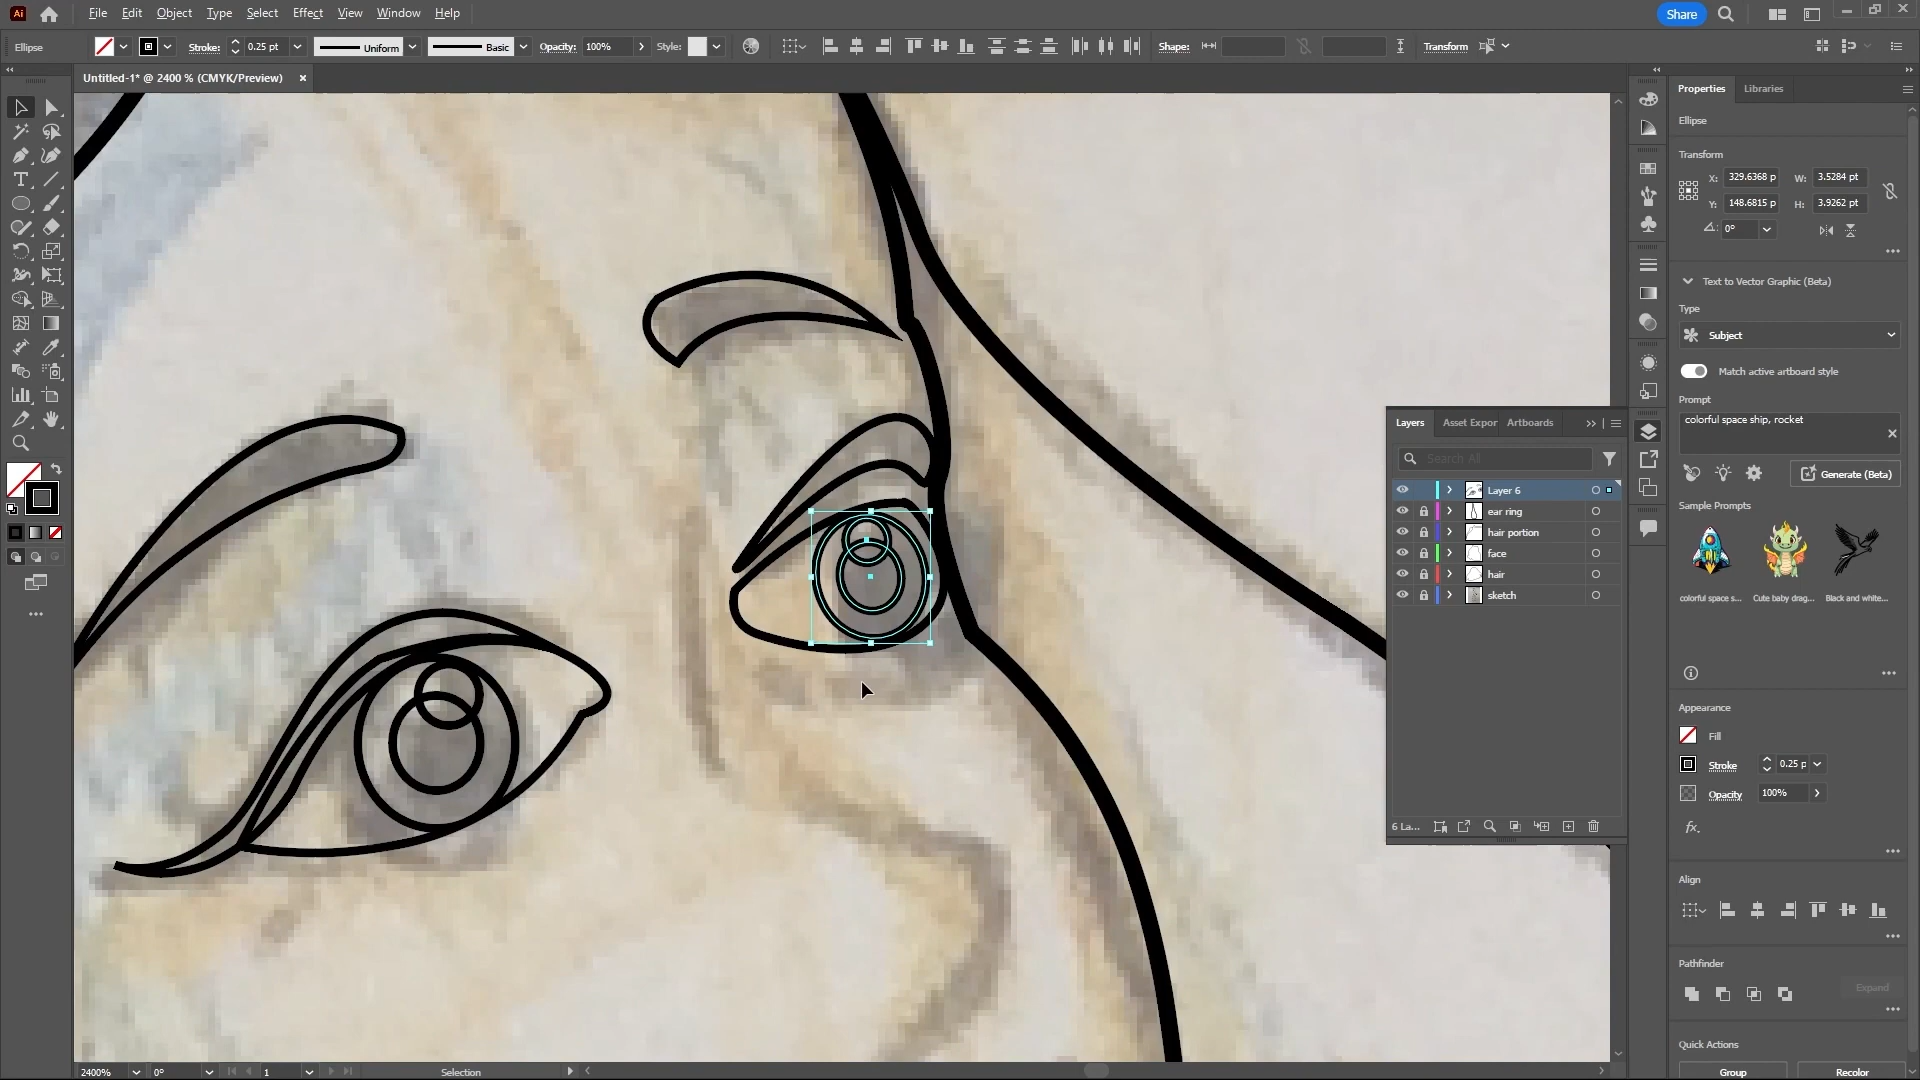 Ai File Edit Object Type Select Effect View Window Help Share
Ellipse Stroke: 0.25 pt Uniform Basic Opacity: 100% Style: Shape: Transform
Untitled-1* @ 2400 % (CMYK/Preview) ×
Properties Libraries
Ellipse
Transform
X: 329.6368 p W: 3.5284 pt
Y: 148.6815 p H: 3.9262 pt
0°
Text to Vector Graphic (Beta)
Type
Subject
Match active artboard style
Prompt
colorful space ship, rocket
Generate (Beta)
Sample Prompts
colorful space s... Cute baby drag... Black and white...
Appearance
Fill
Stroke 0.25 p
Opacity 100%
fx.
Align
Pathfinder
Expand
Quick Actions
Group Recolor
Layers Asset Expor Artboards
Search All
Layer 6
ear ring
hair portion
face
hair
sketch
6 La...
2400% 0° 1 Selection